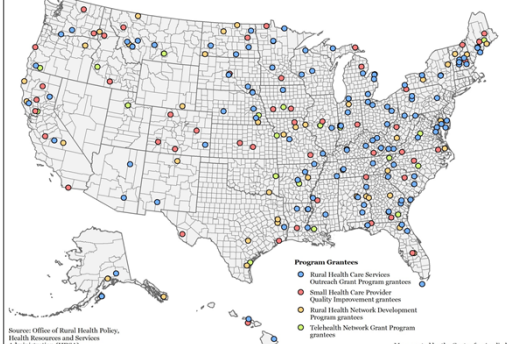 Program Grantees
Rural Health Care Services
Outreach Grant Program
grantees
Small Health Care Provider
Quality Improvement grantees
Rural Health Network Development
Program grantees
Telehealth Network Grant Program
grantees
Source: Office of Rural Health Policy,
Health Resources and Services